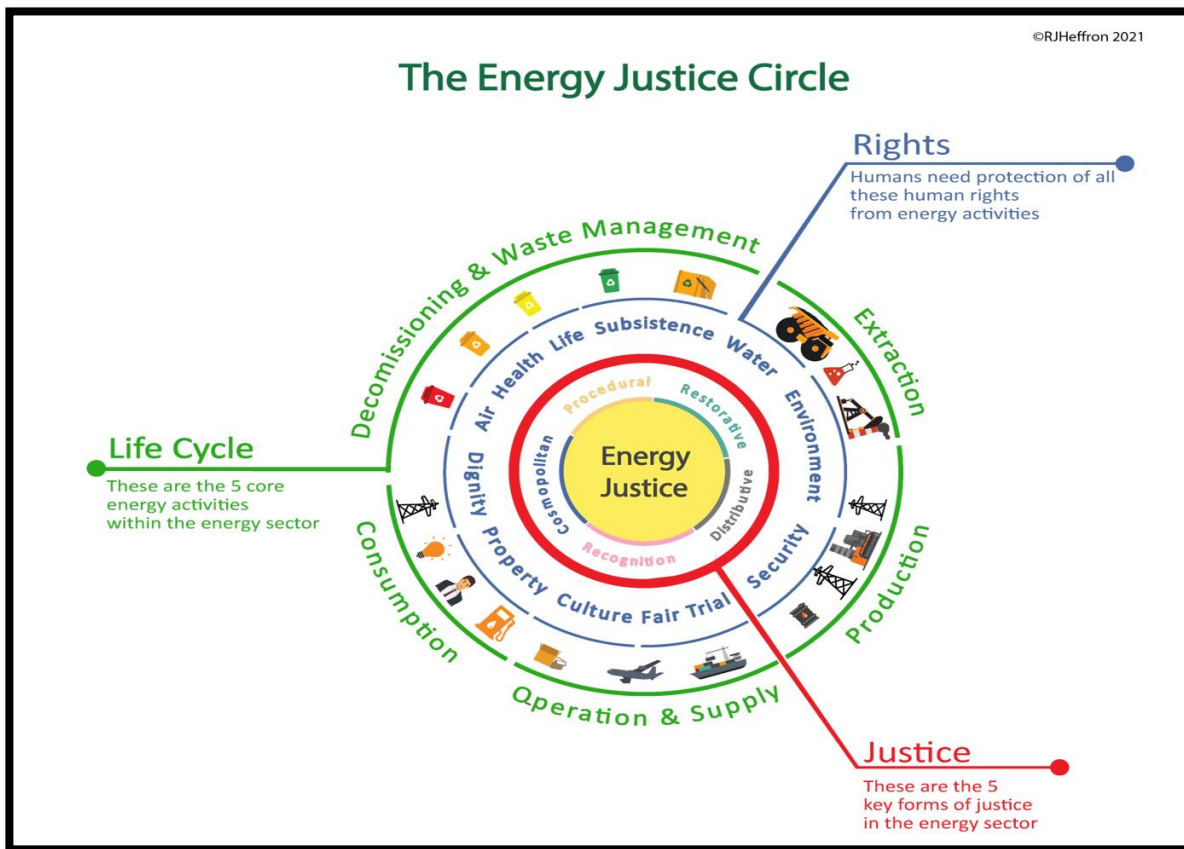 ©RJHeffron 2021
The Energy Justice Circle
Rights
Humans need protection of all
these human rights
from energy activities
Decomissioning & Waste Management
Extraction
Production
Operation & Supply
Consumption
Life Cycle
These are the 5 core
energy activities
within the energy sector
Air
Health
Life
Subsistence
Water
Environment
Security
Fair Trial
Culture
Property
Dignity
Procedural
Restorative
Distributive
Recognition
Cosmopolitan
Energy
Justice
Justice
These are the 5
key forms of justice
in the energy sector